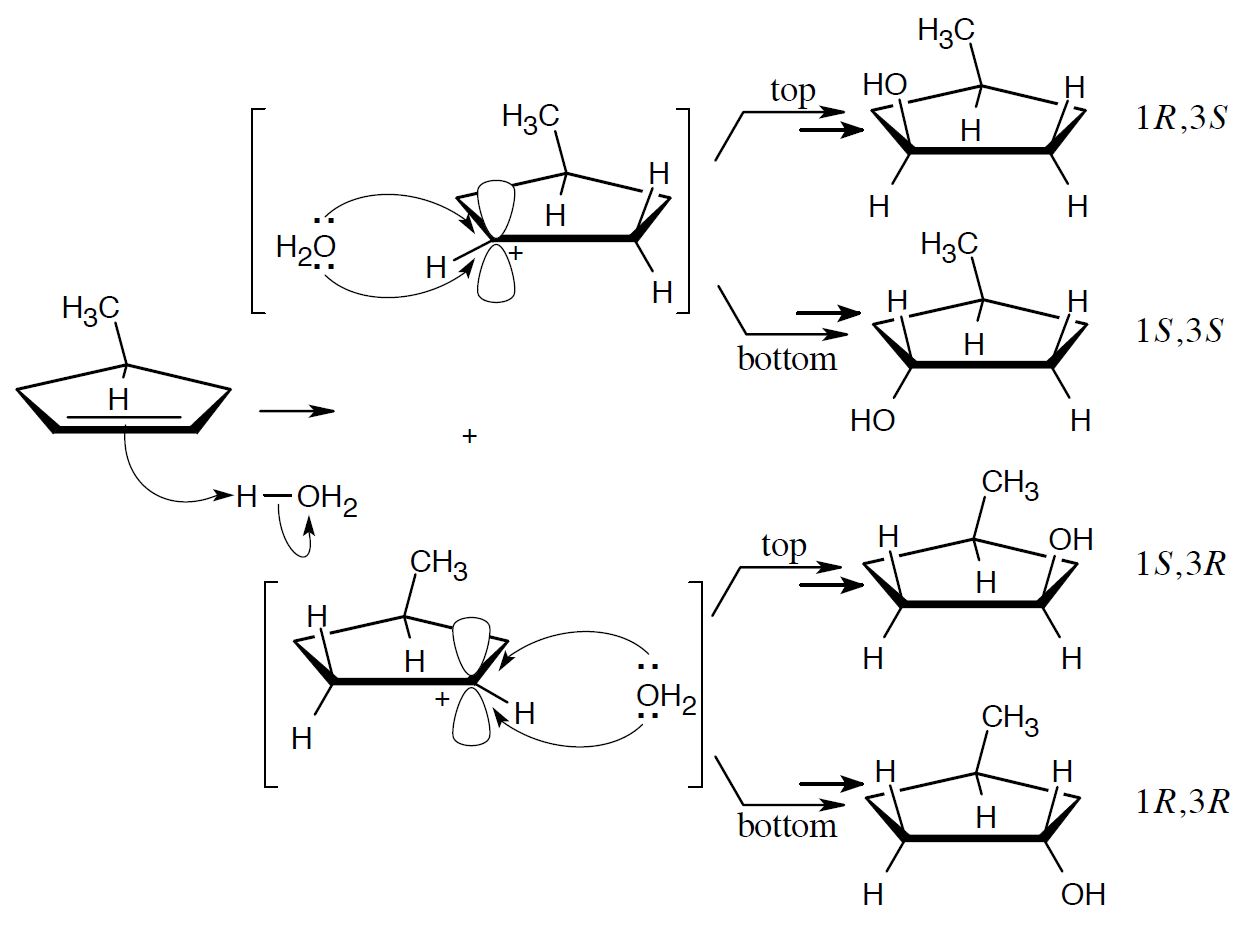 H₃C
H
H—OH₂
+
H₃C
H
H
H
H₂O
H
+
CH₃
H
H
H
+
H
OH₂
top
H₃C
HO
H
H
H
H
1R,3S
bottom
H₃C
H
H
H
HO
H
1S,3S
top
CH₃
H
OH
H
H
H
1S,3R
bottom
CH₃
H
H
H
H
OH
1R,3R